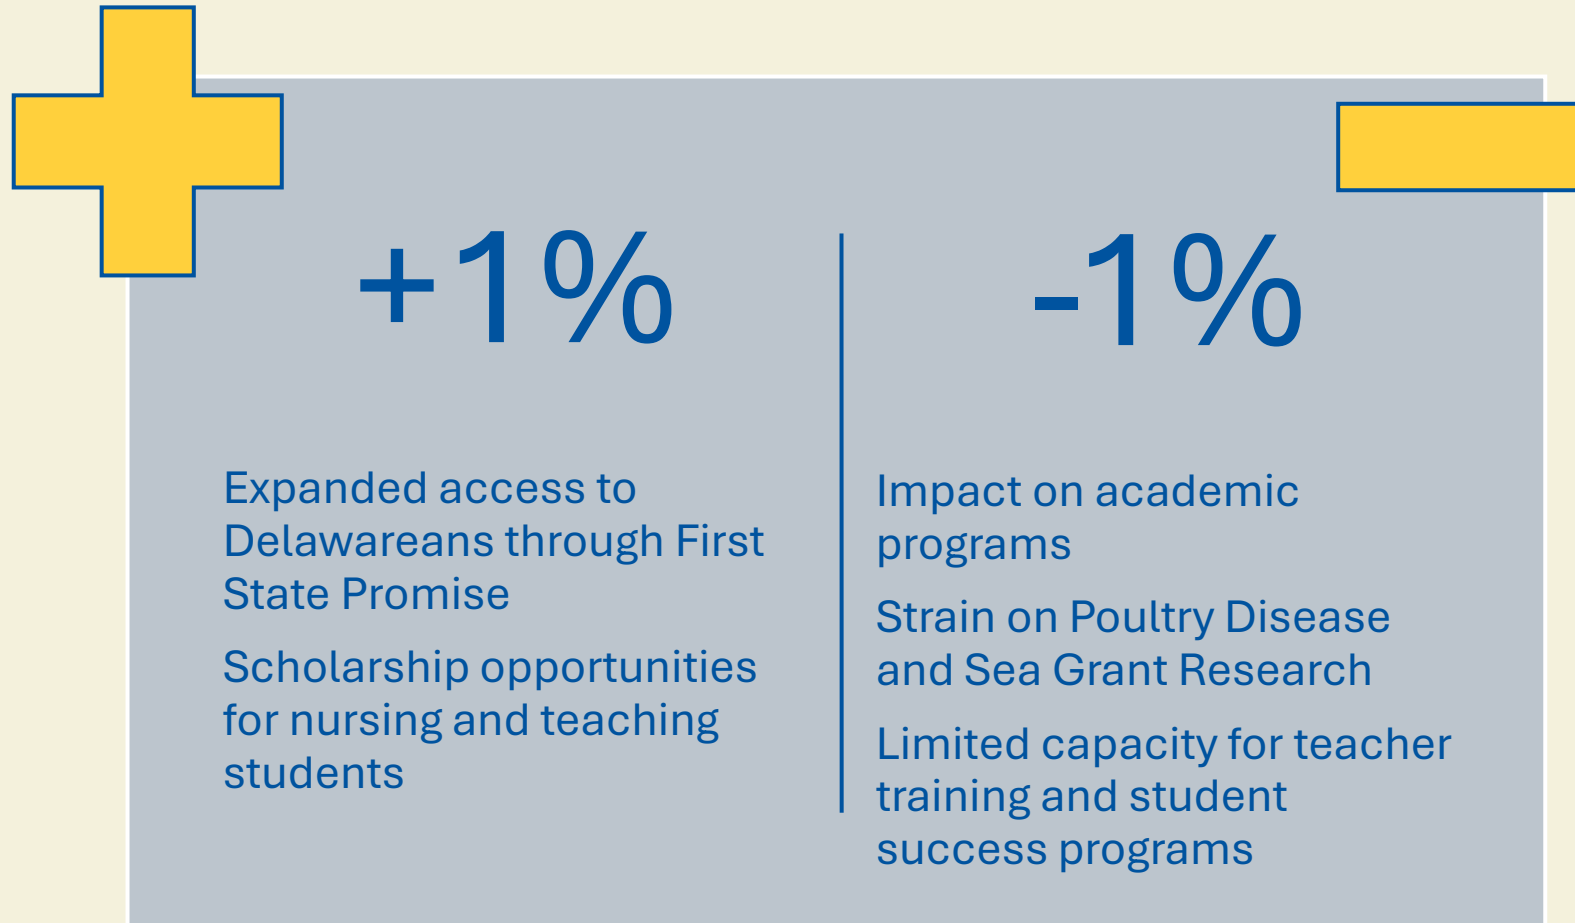 +1%
Expanded access to
Delawareans through First
State Promise
Scholarship opportunities
for nursing and teaching
students
-1%
Impact on academic
programs
Strain on Poultry Disease
and Sea Grant Research
Limited capacity for teacher
training and student
success programs